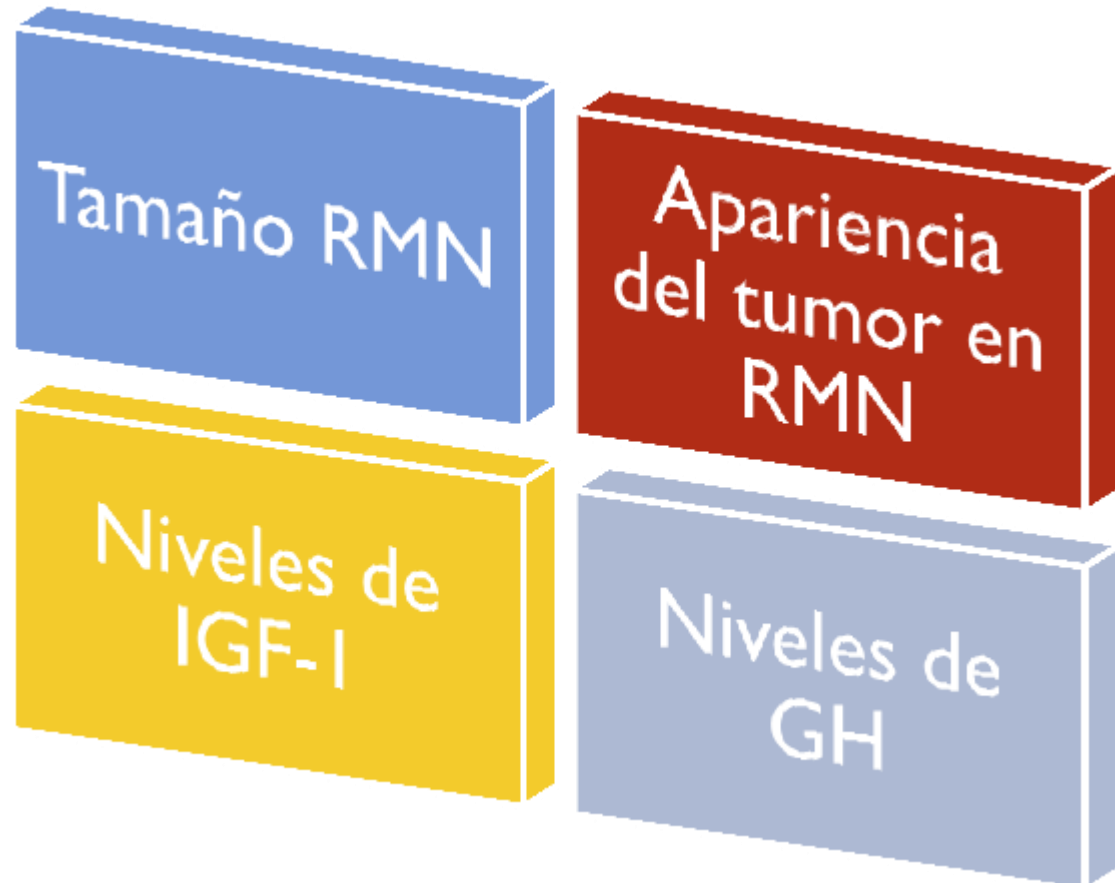 Tamaño RMN
Apariencia
del tumor en
RMN
Niveles de
IGF-1
Niveles de
GH